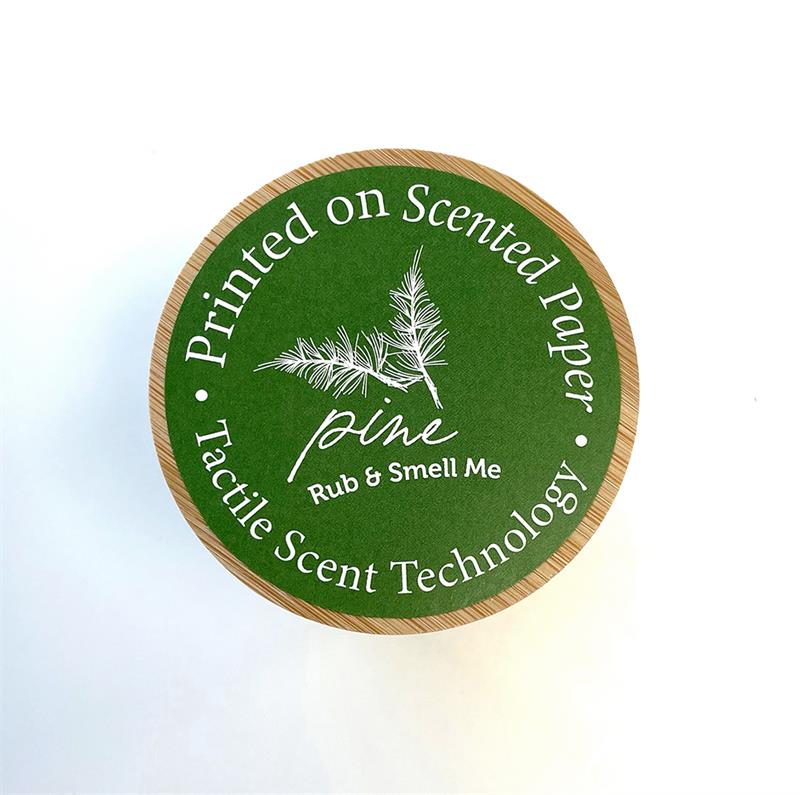 Printed on Scented Paper
pine
Rub & Smell Me
• Tactile Scent Technology •